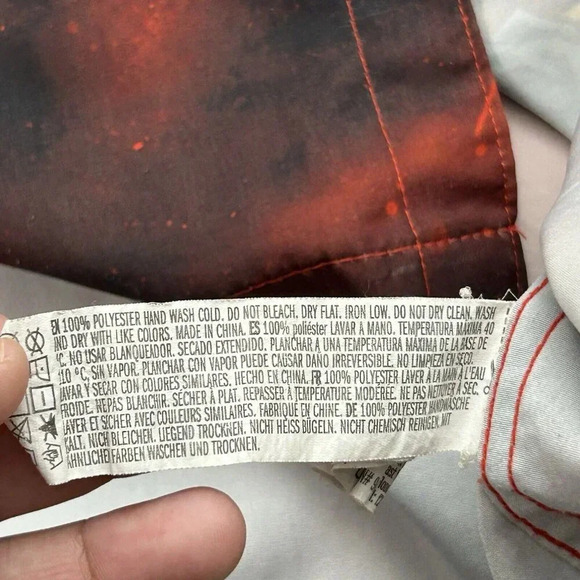 EN 100% POLYESTER HAND WASH COLD. DO NOT BLEACH. DRY FLAT. IRON LOW. DO NOT DRY CLEAN. WASH
AND DRY WITH LIKE COLORS. MADE IN CHINA. ES 100% poliéster LAVAR A MANO. TEMPERATURA MÁXIMA 40
°C. NO USAR BLANQUEADOR. SECADO EXTENDIDO. PLANCHAR A UNA TEMPERATURA MÁXIMA DE LA BASE DE
110 °C, SIN VAPOR. PLANCHAR CON VAPOR PUEDE CAUSAR DAÑO IRREVERSIBLE. NO LIMPIEZA EN SECO.
LAVAR Y SECAR CON COLORES SIMILARES. HECHO EN CHINA. FR 100% POLYESTER LAVER À LA MAIN À L'EAU
FROIDE. NE PAS BLANCHIR. SÉCHER À PLAT. REPASSER À TEMPÉRATURE MODÉRÉE. NE PAS NETTOYER À SEC.
LAVER ET SÉCHER AVEC COULEURS SIMILAIRES. FABRIQUÉ EN CHINE. DE 100% POLYESTER HANDWÄSCHE
KALT. NICHT BLEICHEN. LIEGEND TROCKNEN. NICHT HEISS BÜGELN. NICHT CHEMISCH REINIGEN. MIT
ÄHNLICHE FARBEN WASCHEN UND TROCKNEN.